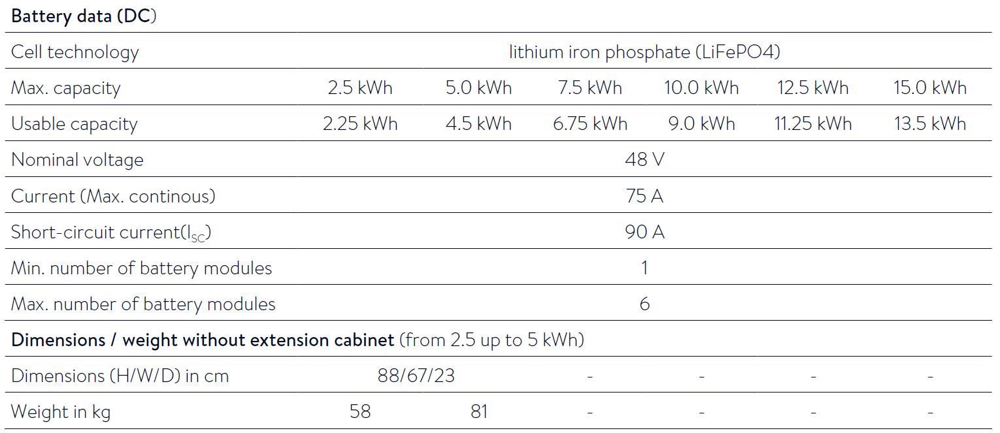 Battery data (DC)
Cell technology lithium iron phosphate (LiFePO4)
Max. capacity 2.5 kWh 5.0 kWh 7.5 kWh 10.0 kWh 12.5 kWh 15.0 kWh
Usable capacity 2.25 kWh 4.5 kWh 6.75 kWh 9.0 kWh 11.25 kWh 13.5 kWh
Nominal voltage 48 V
Current (Max. continous) 75 A
Short-circuit current(ISC) 90 A
Min. number of battery modules 1
Max. number of battery modules 6
Dimensions / weight without extension cabinet (from 2.5 up to 5 kWh)
Dimensions (H/W/D) in cm 88/67/23 - - - -
Weight in kg 58 81 - - - -